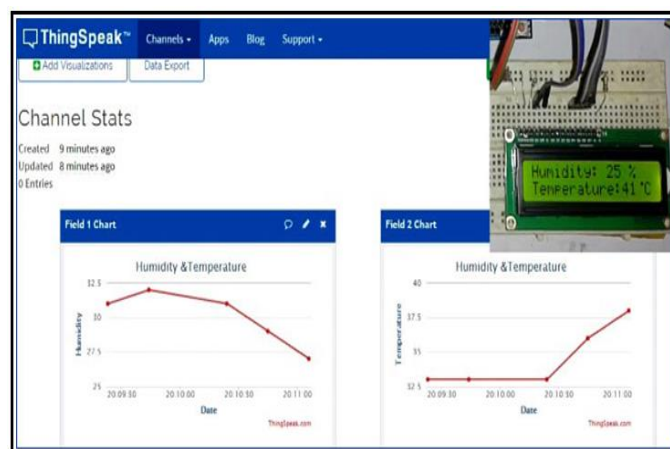 ThingSpeak™ Channels Apps Blog Support
Add Visualizations Data Export
Channel Stats
Created 9 minutes ago
Updated 8 minutes ago
0 Entries
Humidity: 25 %
Temperature:41 °C
Field 1 Chart
Humidity &Temperature
32.5
30
27.5
25
Humidity
20:09:30 20:10:00 20:10:30 20:11:00
Date
ThingSpeak.com
Field 2 Chart
Humidity &Temperature
40
37.5
35
32.5
Temperature
20:09:30 20:10:00 20:10:30 20:11:00
Date
ThingSpeak.com